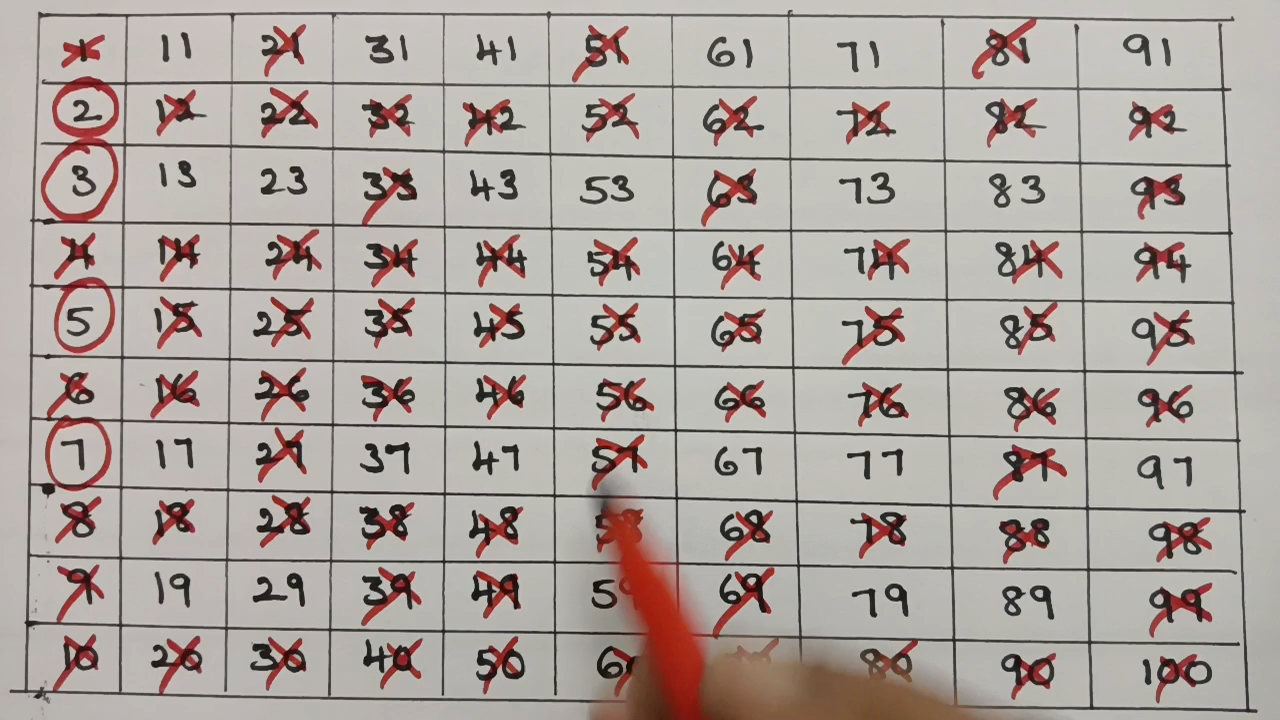 1 11 21 31 41 51 61 71 81 91
2 12 22 32 42 52 62 72 82 92
3 13 23 33 43 53 63 73 83 93
4 14 24 34 44 54 64 74 84 94
5 15 25 35 45 55 65 75 85 95
6 16 26 36 46 56 66 76 86 96
7 17 27 37 47 57 67 77 87 97
8 18 28 38 48 58 68 78 88 98
9 19 29 39 49 59 69 79 89 99
10 20 30 40 50 60 80 90 100